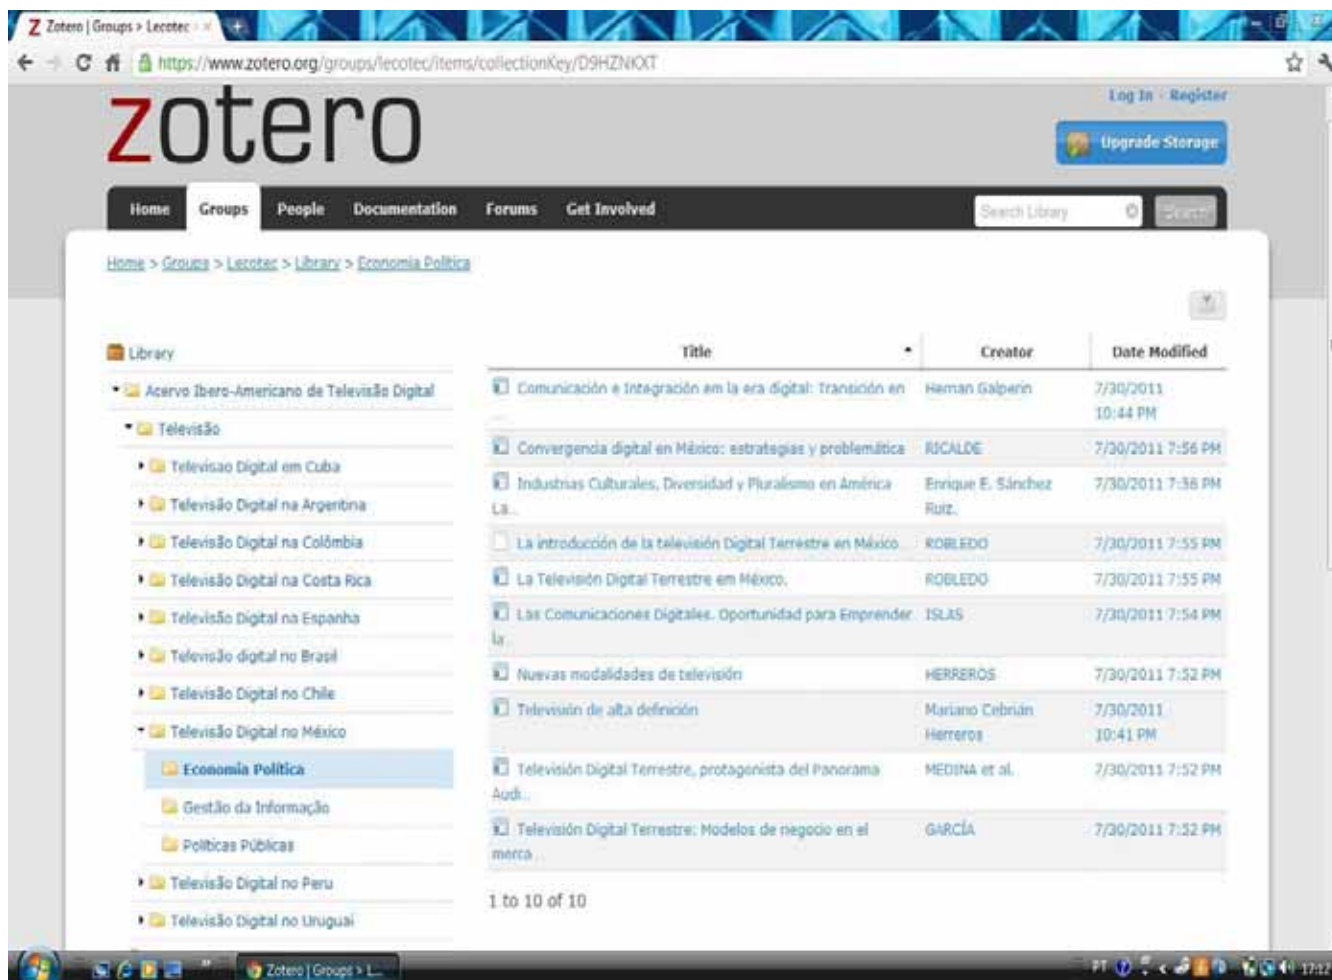 Zotero | Groups > Lecotec
https://www.zotero.org/groups/lecotec/items/collectionKey/D9HZNKXT
zotero
Log In · Register
Upgrade Storage
Home Groups People Documentation Forums Get Involved
Search Library
Search
Home > Groups > Lecotec > Library > Economia Política
Library
Acervo Ibero-Americano de Televisão Digital
Televisão
Televisao Digital em Cuba
Televisão Digital na Argentina
Televisão Digital na Colômbia
Televisão Digital na Costa Rica
Televisão Digital na Espanha
Televisão digital no Brasil
Televisão Digital no Chile
Televisão Digital no México
Economia Política
Gestão da Informação
Políticas Públicas
Televisão Digital no Peru
Televisão Digital no Uruguai
Title Creator Date Modified
Comunicación e Integración em la era digital: Transición en Hernan Galperin 7/30/2011
... 10:44 PM
Convergencia digital en México: estrategias y problemática RICALDE 7/30/2011 7:56 PM
Industrias Culturales, Diversidad y Pluralismo en América Enrique E. Sánchez 7/30/2011 7:56 PM
La... Ruiz.
La introducción de la televisión Digital Terrestre en México... ROBLEDO 7/30/2011 7:55 PM
La Televisión Digital Terrestre em México. ROBLEDO 7/30/2011 7:55 PM
Las Comunicaciones Digitales. Oportunidad para Emprender ISLAS 7/30/2011 7:54 PM
la...
Nuevas modalidades de televisión HERREROS 7/30/2011 7:52 PM
Televisión de alta definición Mariano Cebrián 7/30/2011
Herreros 10:41 PM
Televisión Digital Terrestre, protagonista del Panorama MEDINA et al. 7/30/2011 7:52 PM
Audi...
Televisión Digital Terrestre: Modelos de negocio en el GARCÍA 7/30/2011 7:52 PM
merca...
1 to 10 of 10
Zotero | Groups > L...
PT
17:12